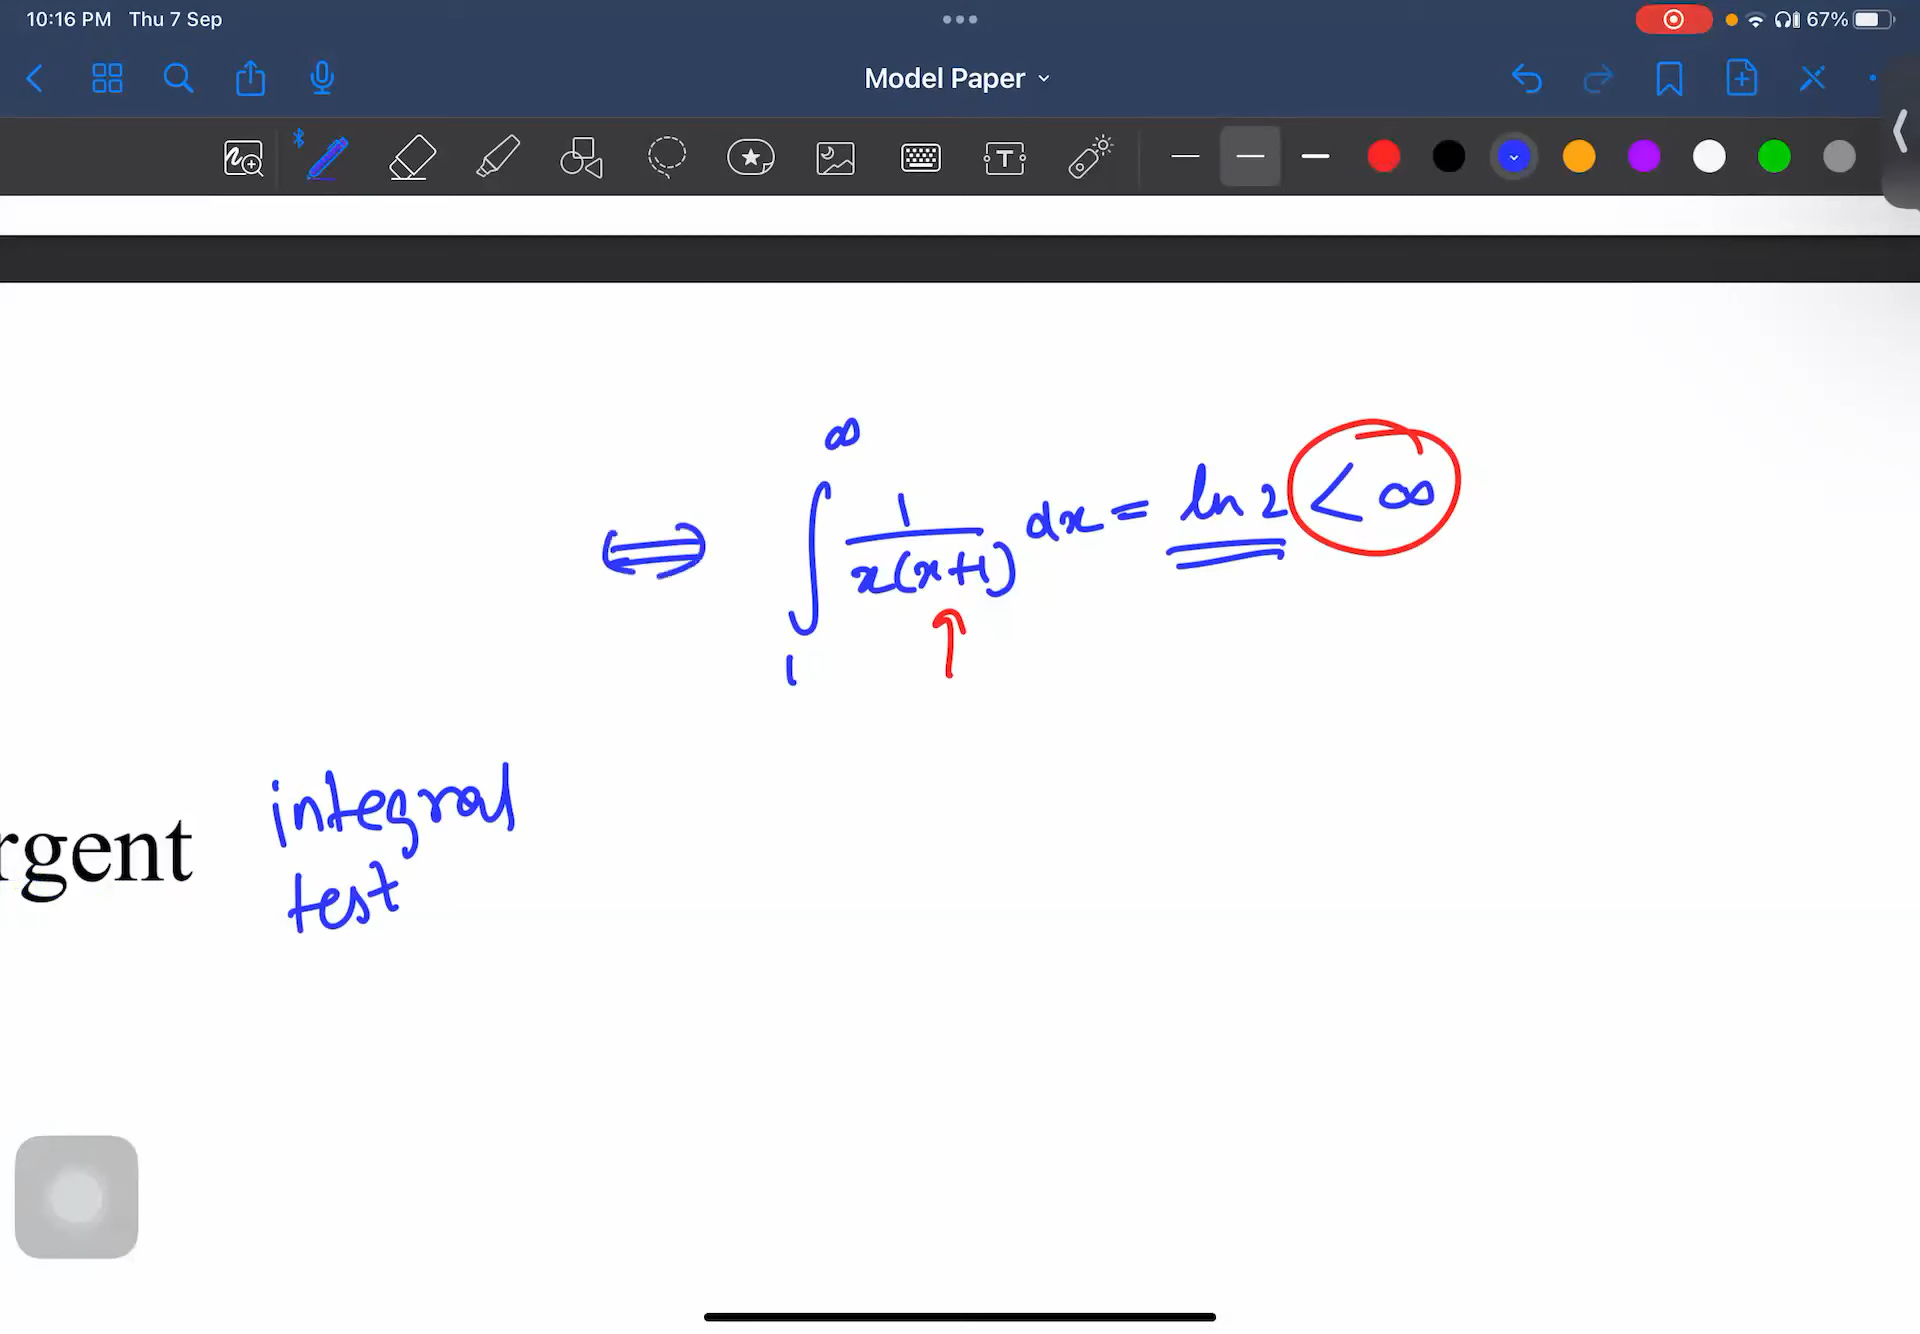 10:16 PM Thu 7 Sep 67%
Model Paper
T
⟺ ∫₁^∞ 1/x(x+1) dx = ln 2 < ∞
integral
rgent
test